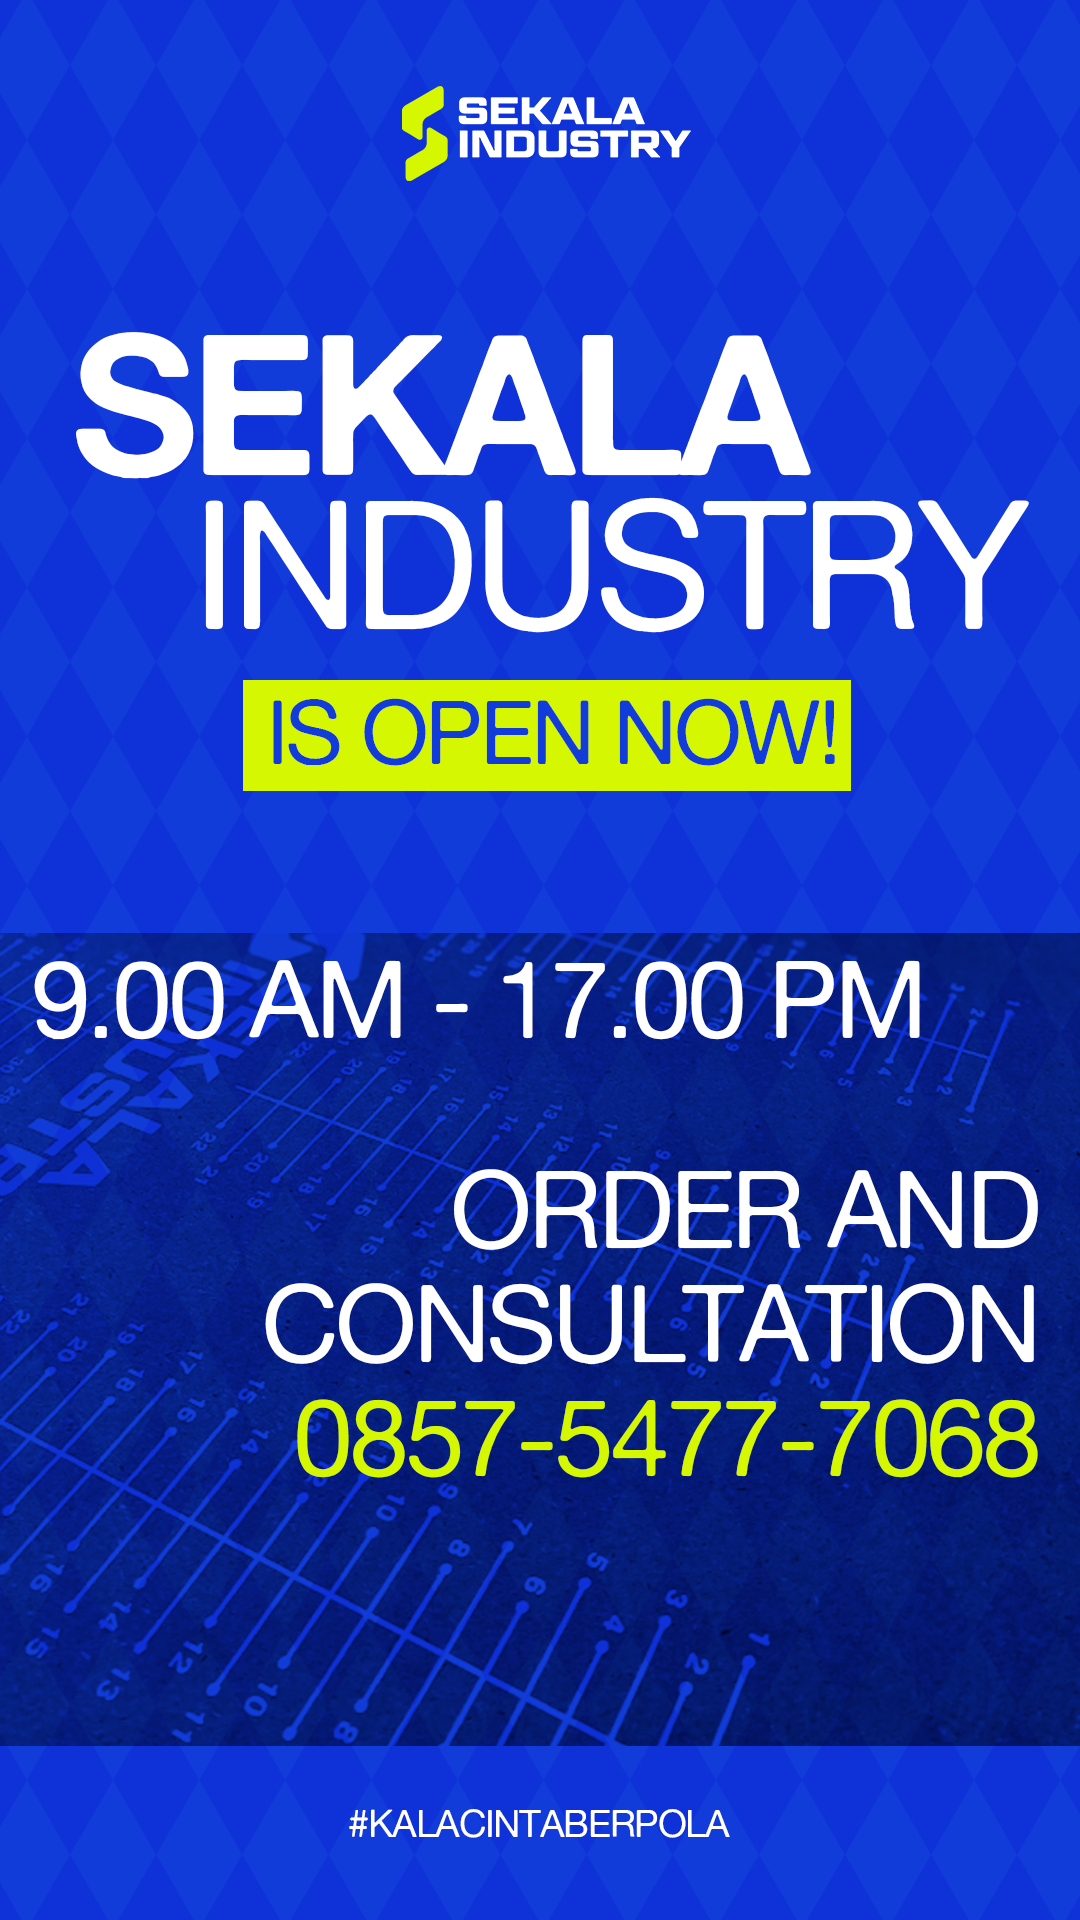 SEKALA
INDUSTRY
SEKALA
INDUSTRY
IS OPEN NOW!
9.00 AM - 17.00 PM
ORDER AND
CONSULTATION
0857-5477-7068
#KALACINTABERPOLA